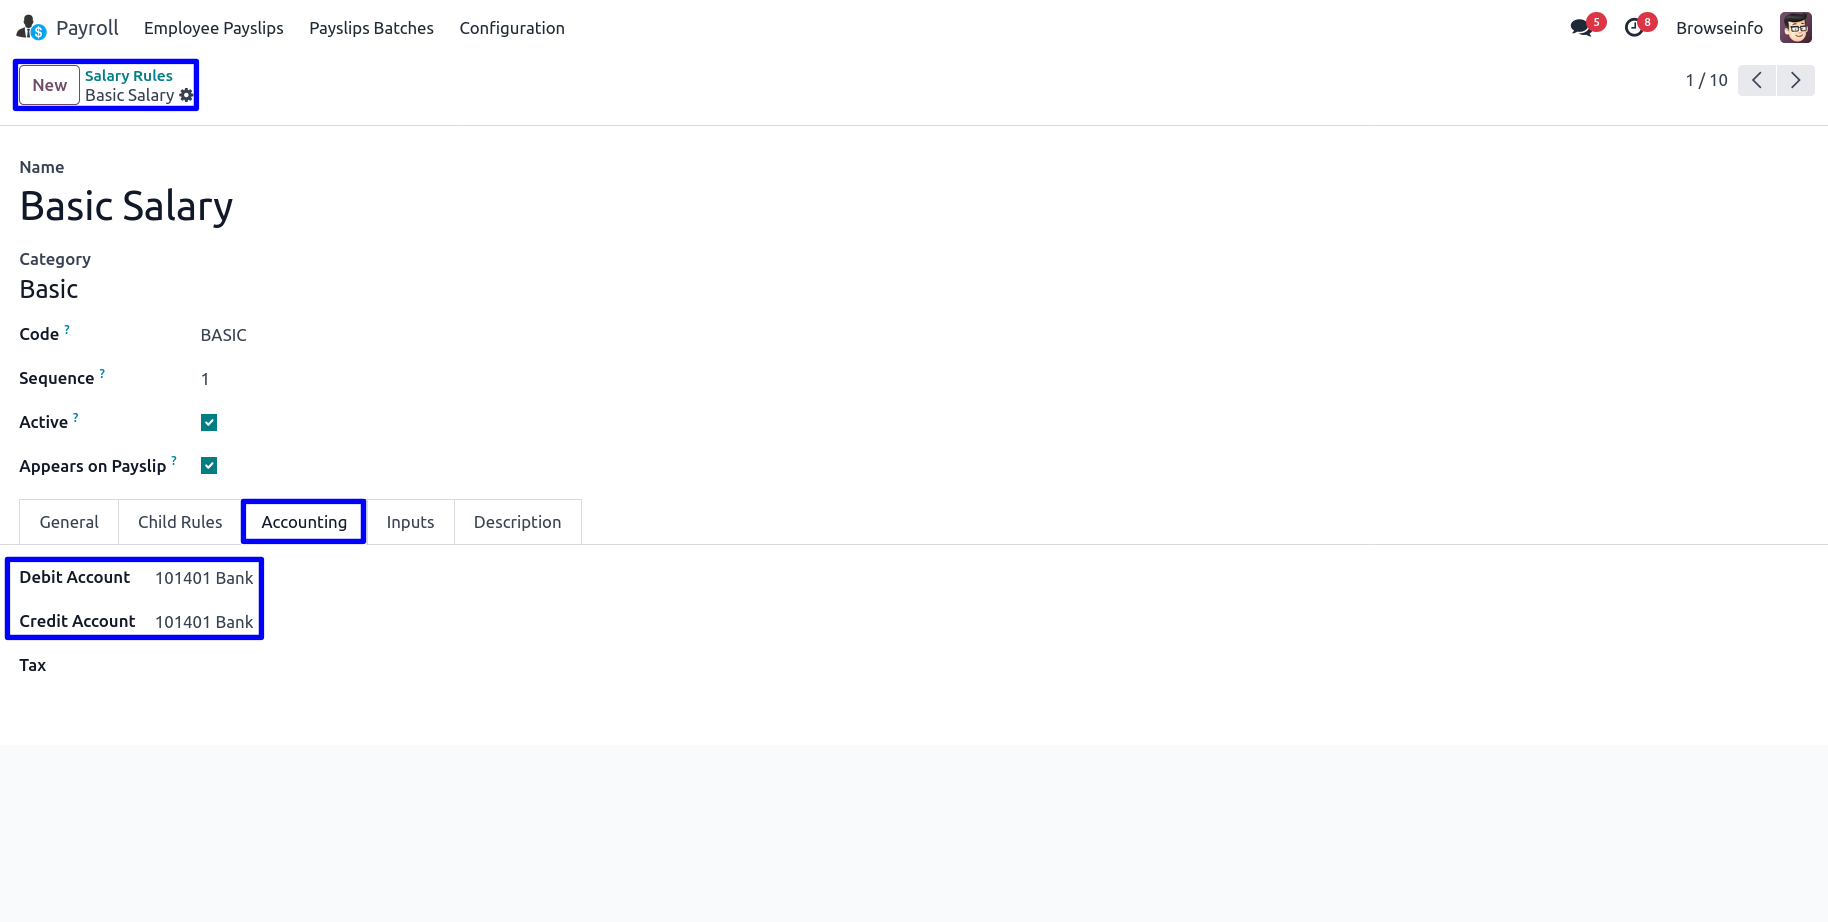 Payroll Employee Payslips Payslips Batches Configuration 5 8 Browseinfo
New Salary Rules 1 / 10
Basic Salary
Name
Basic Salary
Category
Basic
Code ? BASIC
Sequence ? 1
Active ?
Appears on Payslip ?
General Child Rules Accounting Inputs Description
Debit Account 101401 Bank
Credit Account 101401 Bank
Tax